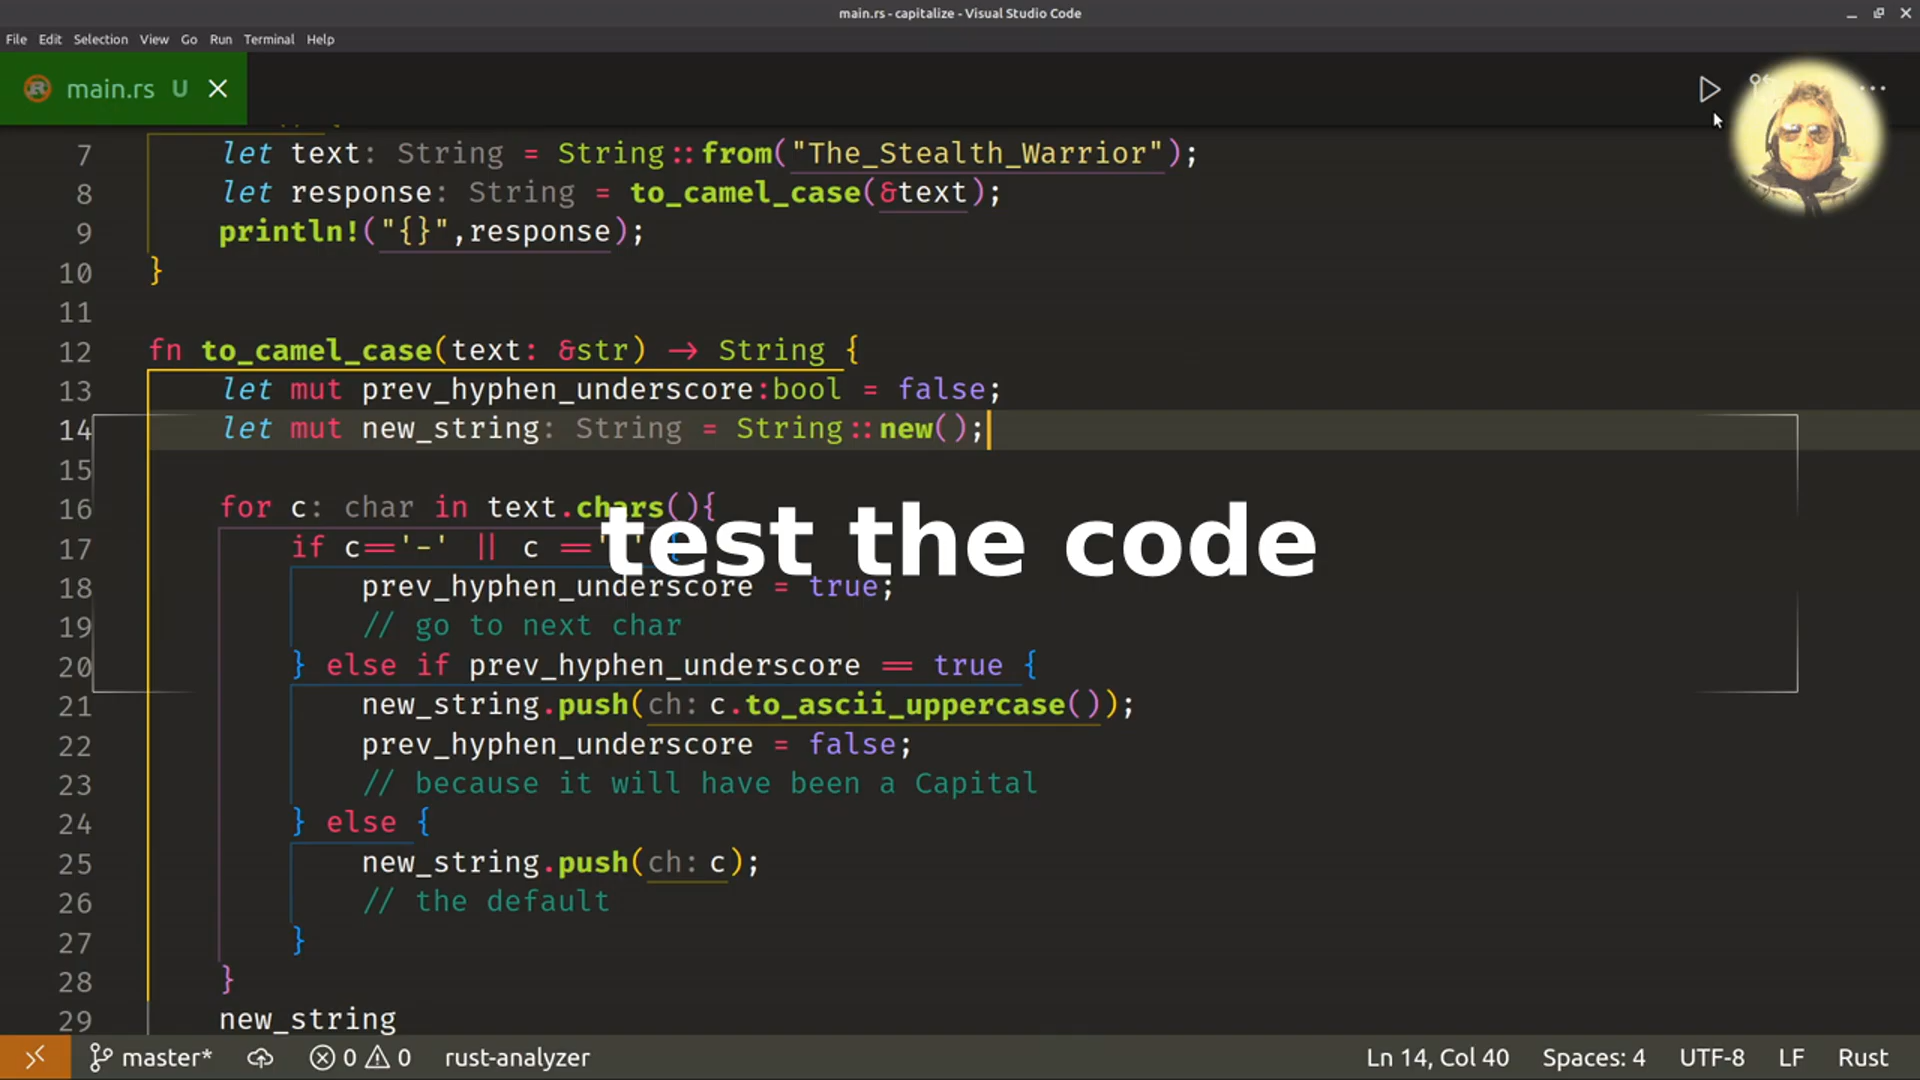 main.rs - capitalize - Visual Studio Code
File Edit Selection View Go Run Terminal Help
main.rs U
7 let text: String = String::from("The_Stealth_Warrior");
8 let response: String = to_camel_case(&text);
9 println!("{}",response);
10 }
11
12 fn to_camel_case(text: &str) → String {
13 let mut prev_hyphen_underscore:bool = false;
14 let mut new_string: String = String::new();
15
16 for c: char in text.chars(){
17 if c=='-' || c ==' {
test the code
18 prev_hyphen_underscore = true;
19 // go to next char
20 } else if prev_hyphen_underscore == true {
21 new_string.push(ch: c.to_ascii_uppercase());
22 prev_hyphen_underscore = false;
23 // because it will have been a Capital
24 } else {
25 new_string.push(ch: c);
26 // the default
27 }
28 }
29 new_string
master* 0 0 rust-analyzer Ln 14, Col 40 Spaces: 4 UTF-8 LF Rust